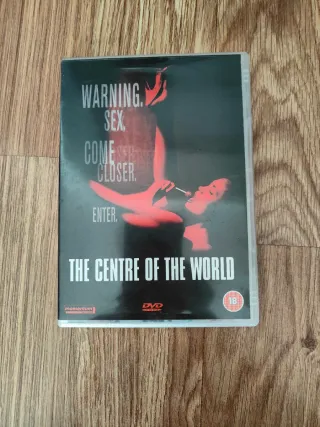 WARNING.
SEX.
COME
CLOSER.
ENTER.
THE CENTRE OF THE WORLD
DVD
18